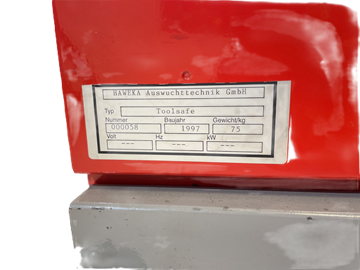 HAWEKA Auswuchttechnik GmbH
Typ Toolsafe
Nummer Baujahr Gewicht/kg
000058 1997 75
Volt Hz kW
--- --- ---